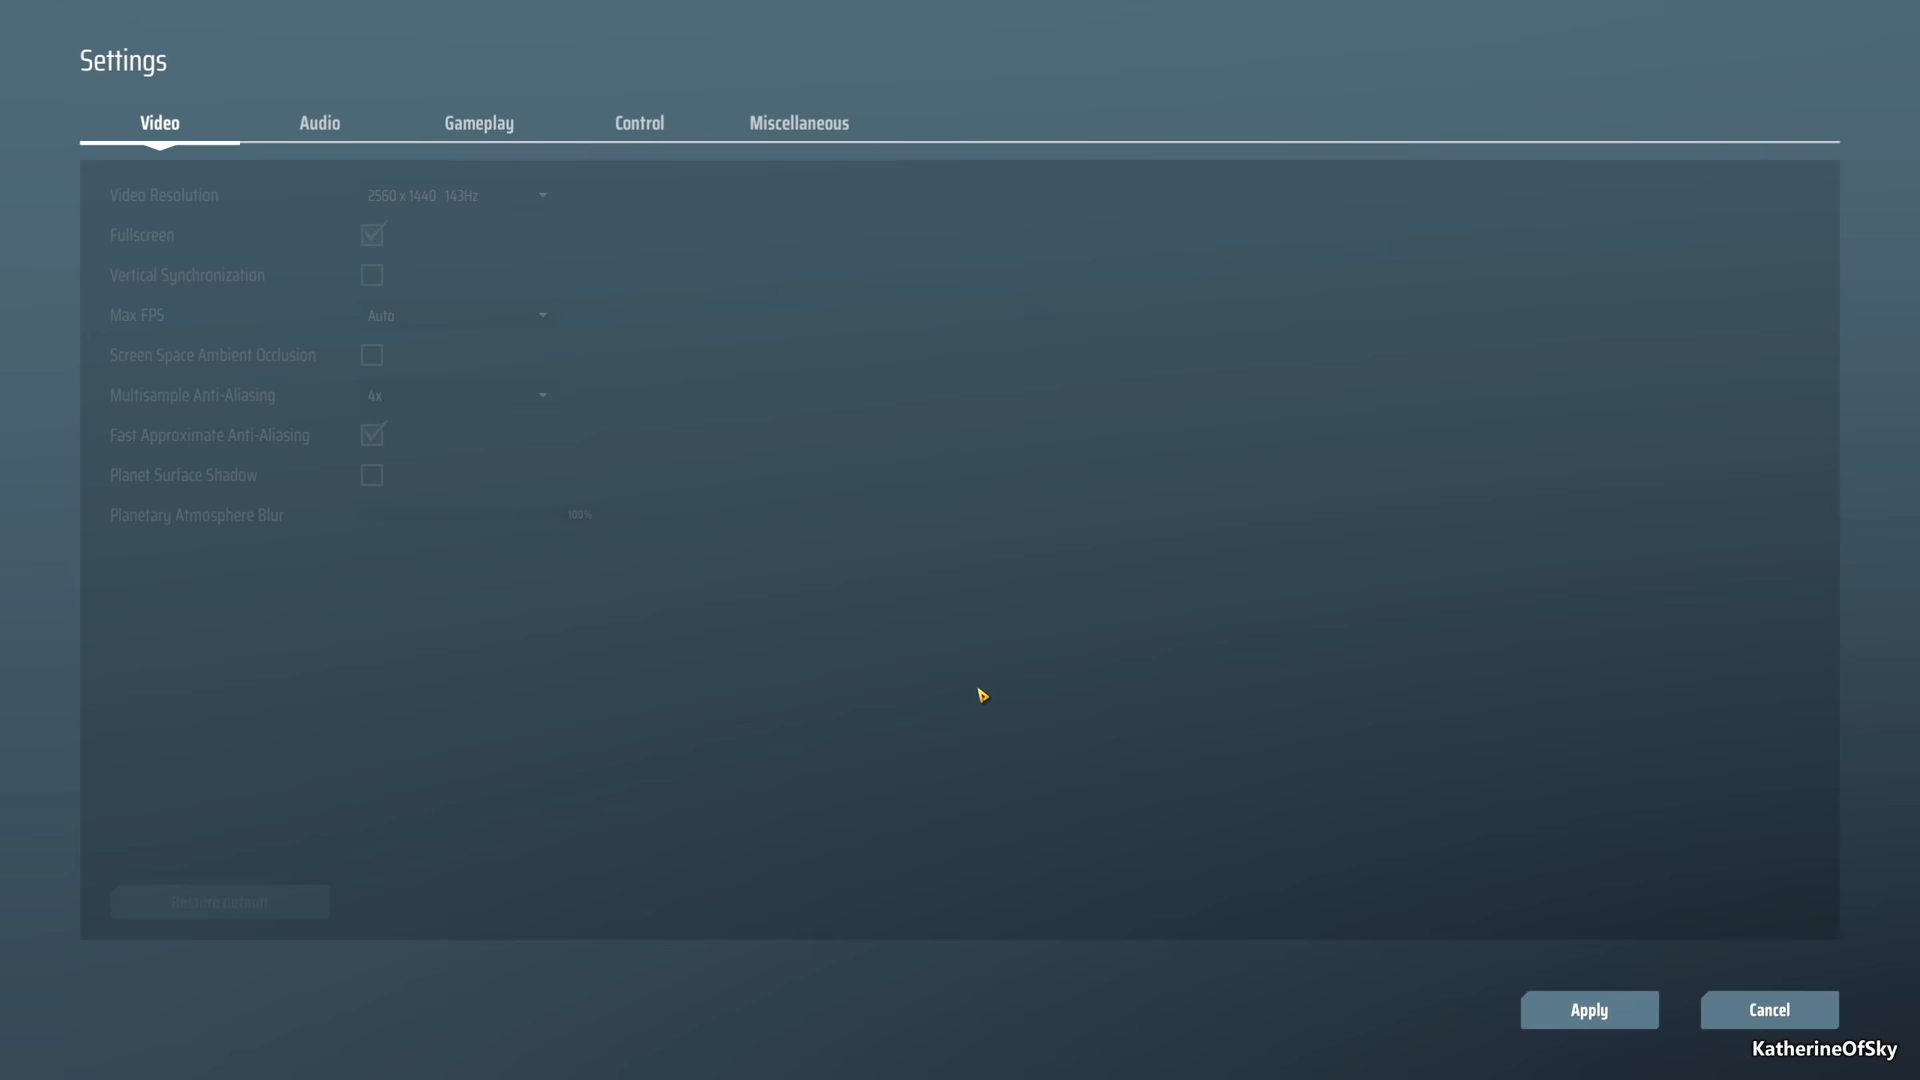 Settings
Video Audio Gameplay Control Miscellaneous
Video Resolution 2560 x 1440 143Hz
Fullscreen
Vertical Synchronization
Max FPS Auto
Screen Space Ambient Occlusion
Multisample Anti-Aliasing 4x
Fast Approximate Anti-Aliasing
Planet Surface Shadow
Planetary Atmosphere Blur 100%
Restore default
Apply Cancel
KatherineOfSky